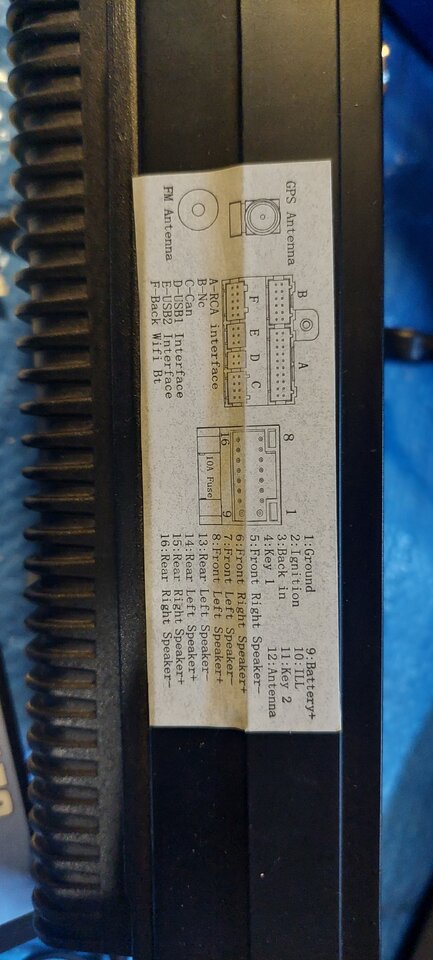 GPS Antenna
FM Antenna
B
A
F E D C
A-RCA interface
B-Nc
C-Can
D-USB1 Interface
E-USB2 Interface
F-Back Wifi Bt
8
1
16
9
10A Fuse
1:Ground
2:Ignition
3:Back in
4:Key 1
5:Front Right Speaker-
6:Front Right Speaker+
7:Front Left Speaker-
8:Front Left Speaker+
9:Battery+
10:ILL
11:Key 2
12:Antenna
13:Rear Left Speaker-
14:Rear Left Speaker+
15:Rear Right Speaker+
16:Rear Right Speaker-